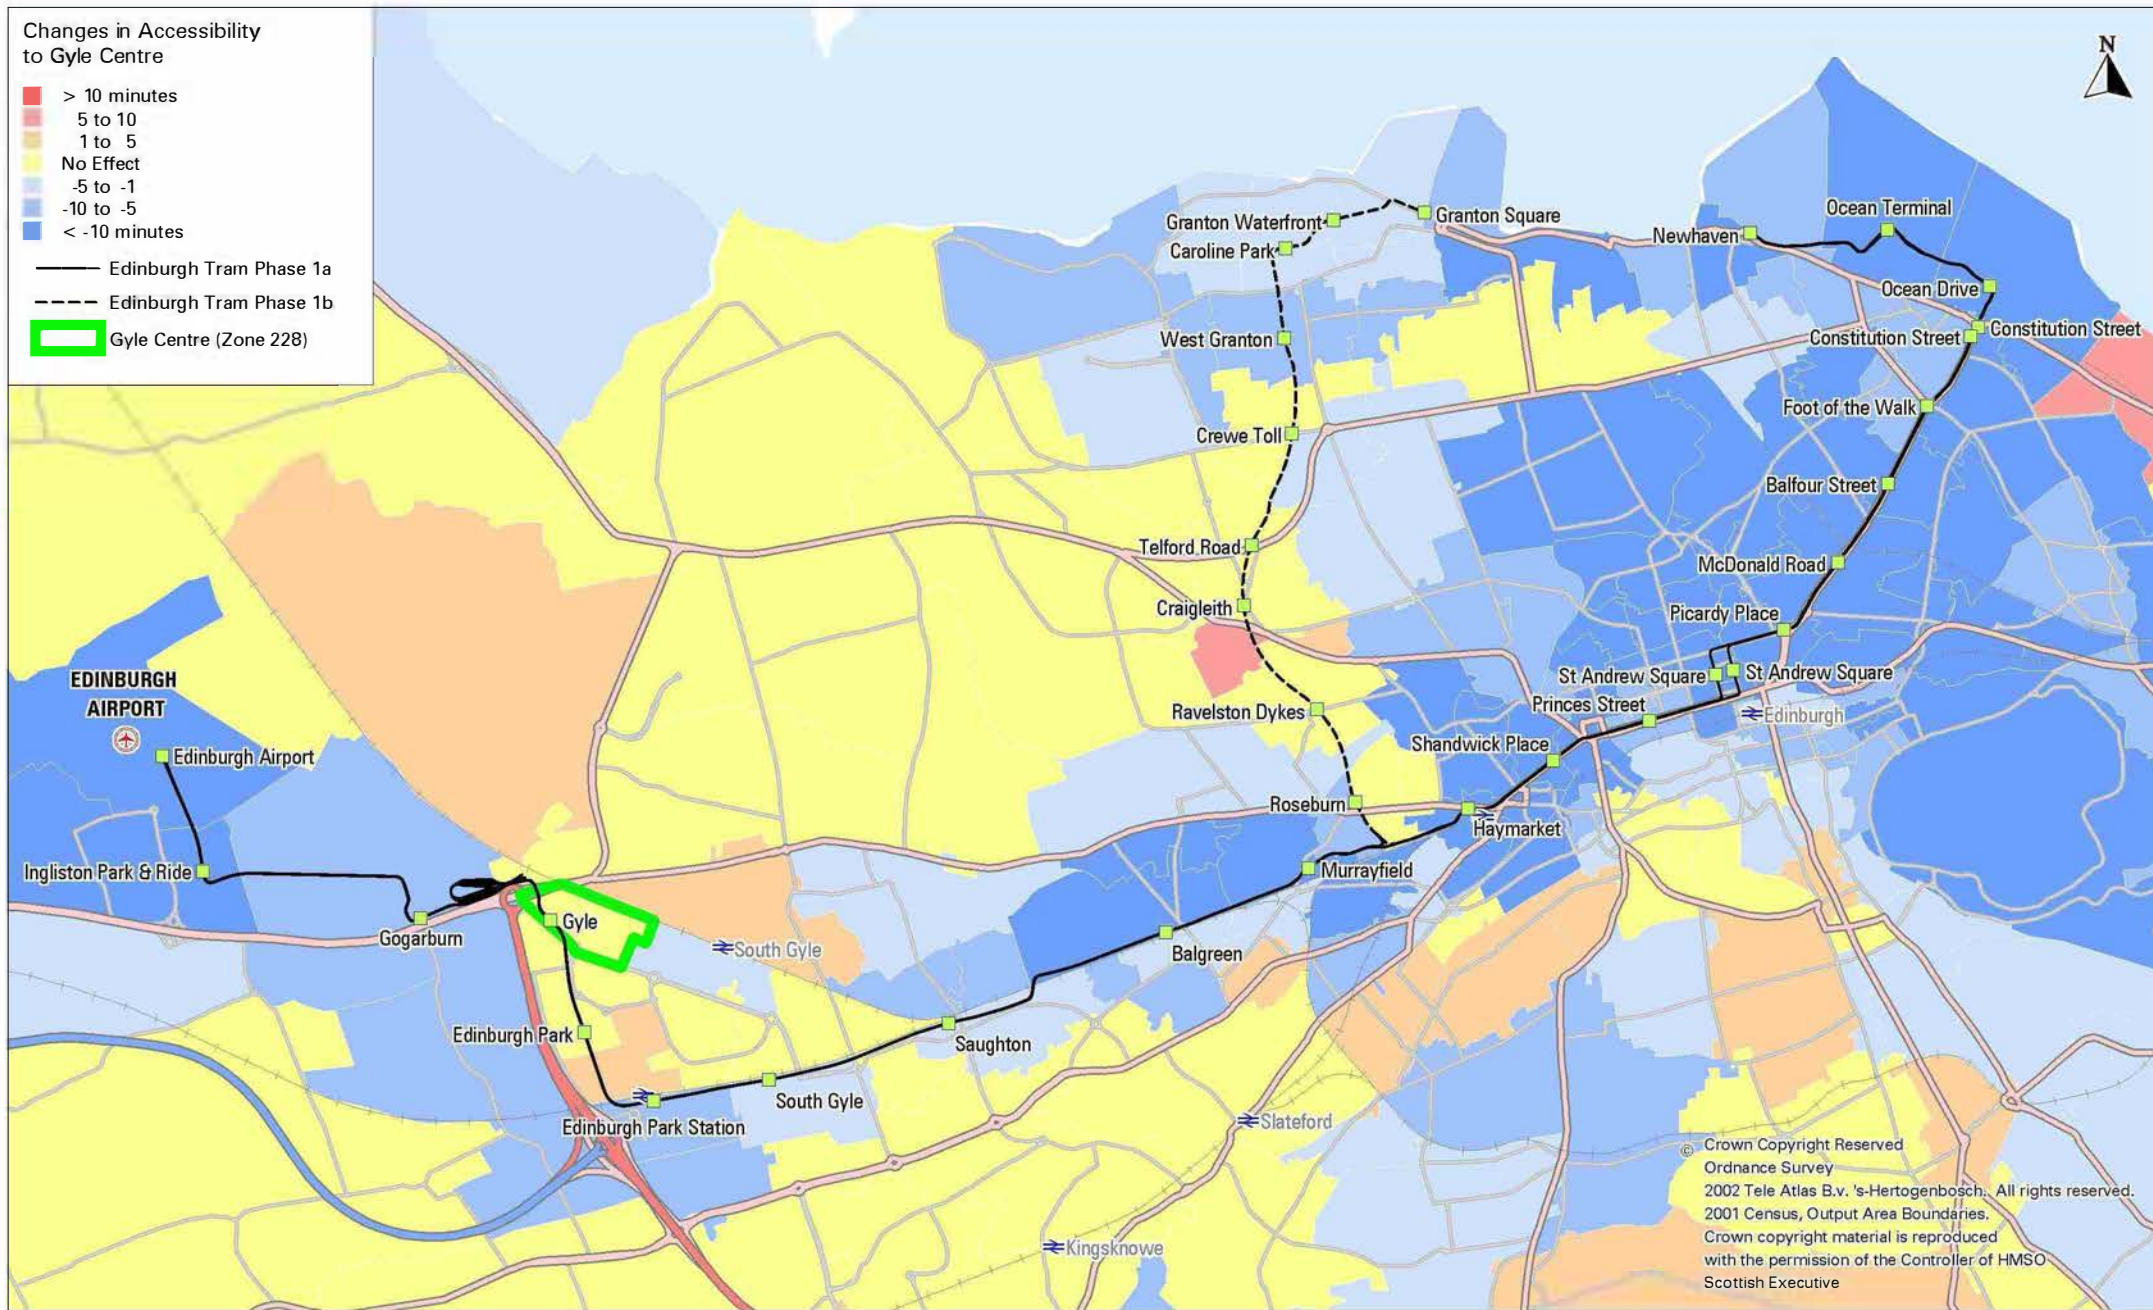 Changes in Accessibility
to Gyle Centre
> 10 minutes
5 to 10
1 to 5
No Effect
-5 to -1
-10 to -5
< -10 minutes
Edinburgh Tram Phase 1a
Edinburgh Tram Phase 1b
Gyle Centre (Zone 228)
N
Granton Waterfront
Granton Square
Caroline Park
Newhaven
Ocean Terminal
Ocean Drive
West Granton
Constitution Street
Constitution Street
Foot of the Walk
Crewe Toll
Balfour Street
Telford Road
McDonald Road
Craigleith
Picardy Place
EDINBURGH
AIRPORT
St Andrew Square
St Andrew Square
Ravelston Dykes
Princes Street
Edinburgh
Edinburgh Airport
Shandwick Place
Roseburn
Haymarket
Ingliston Park & Ride
Murrayfield
Gogarburn
Gyle
South Gyle
Balgreen
Edinburgh Park
Saughton
South Gyle
Edinburgh Park Station
Slateford
Kingsknowe
© Crown Copyright Reserved
Ordnance Survey
2002 Tele Atlas B.v. 's-Hertogenbosch. All rights reserved.
2001 Census, Output Area Boundaries.
Crown copyright material is reproduced
with the permission of the Controller of HMSO
Scottish Executive